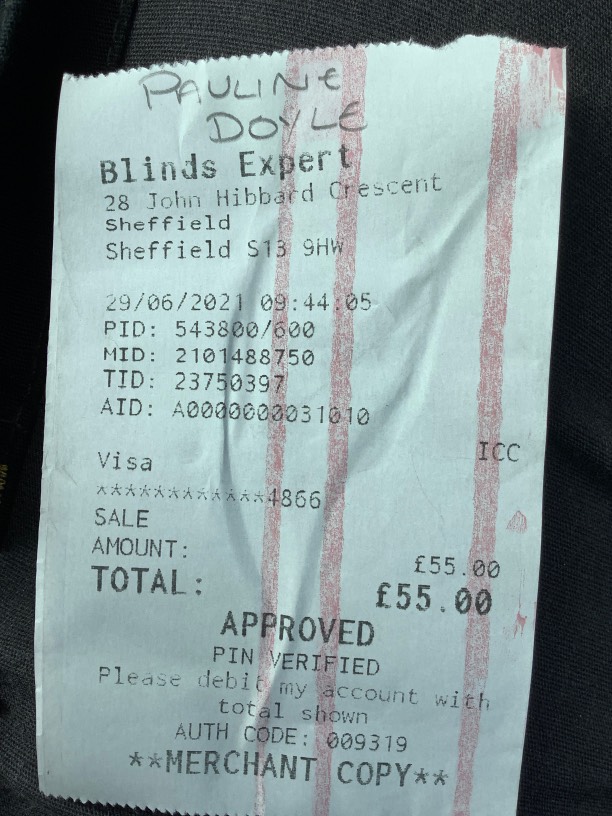 PAULINE
DOYLE
Blinds Expert
28 John Hibbard Crescent
Sheffield
Sheffield S13 9HW
29/06/2021 09:44:05
PID: 543800/600
MID: 2101488750
TID: 23750397
AID: A0000000031010
ICC
Visa
************4866
SALE
AMOUNT: £55.00
TOTAL: £55.00
APPROVED
PIN VERIFIED
Please debit my account with
total shown
AUTH CODE: 009319
**MERCHANT COPY**